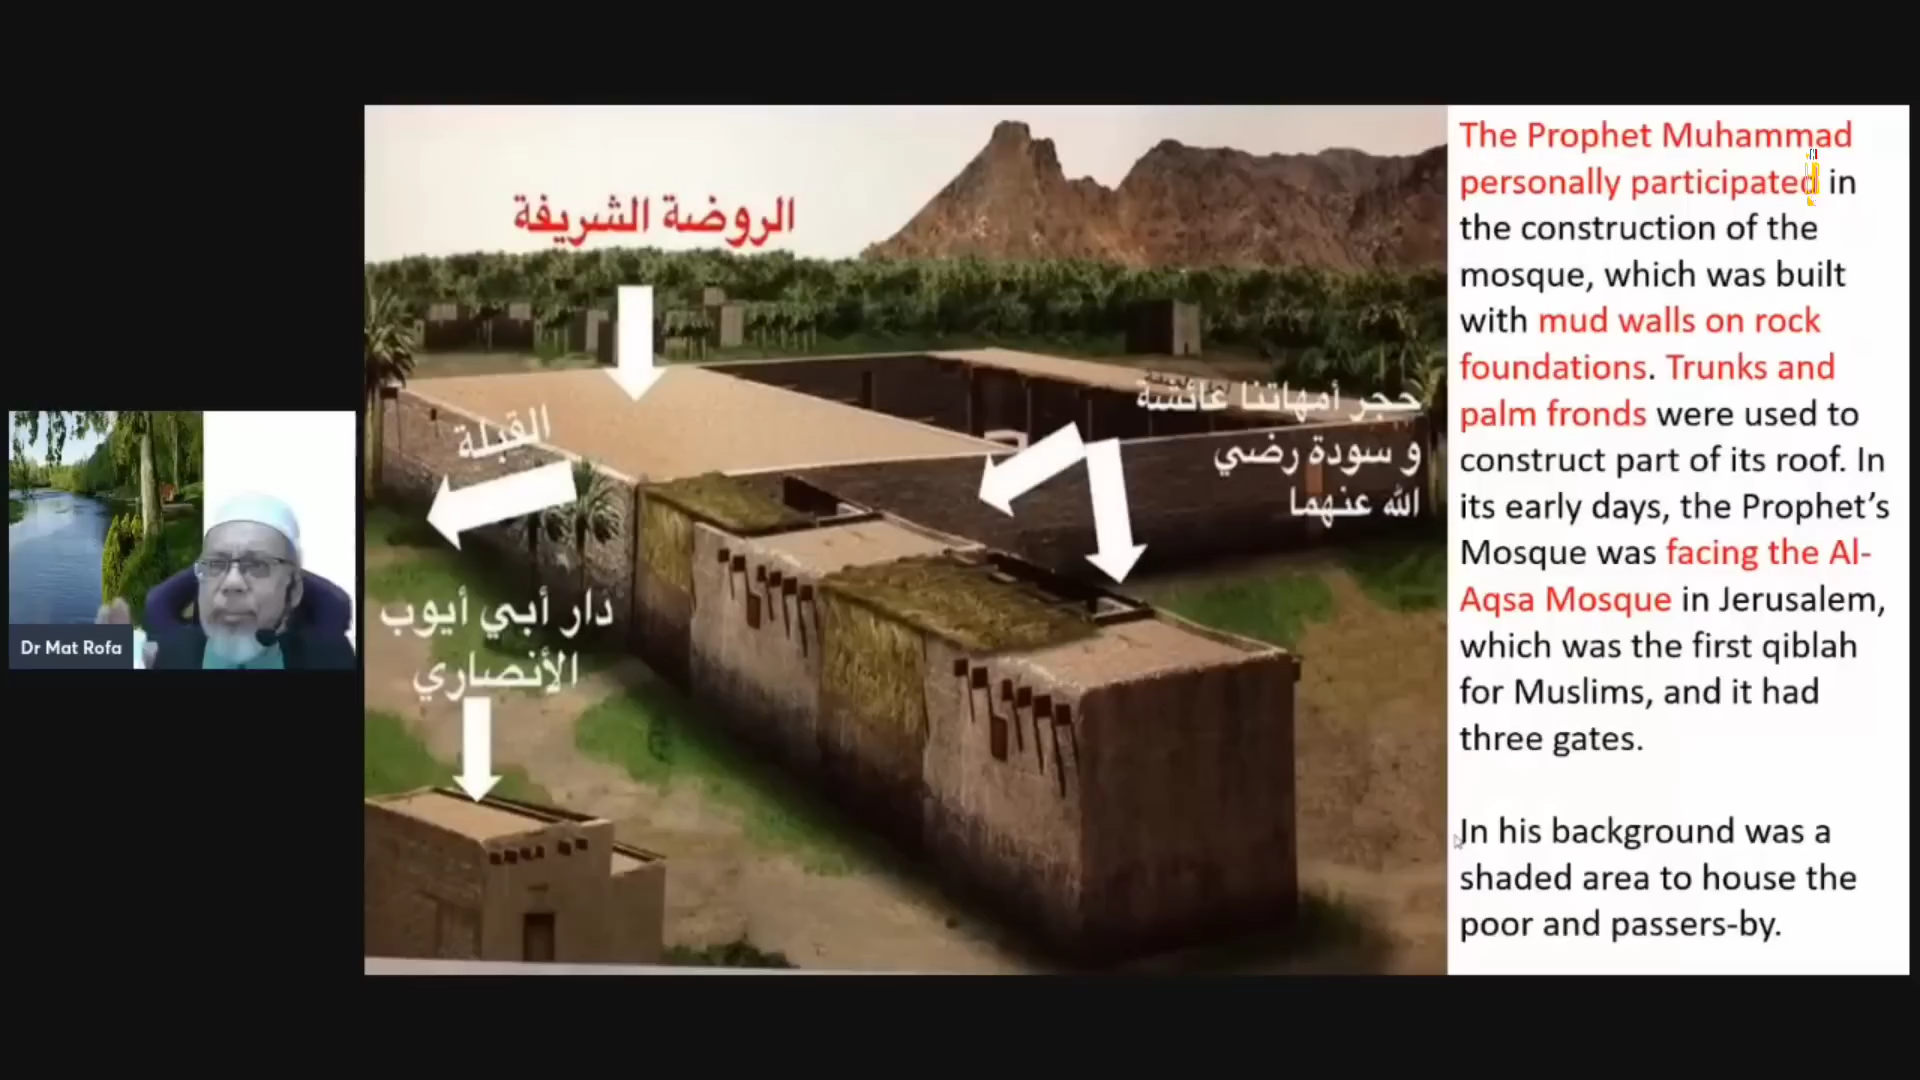 الروضة الشريفة
القبلة
حجر أمهاتنا عائشة
و سودة رضي
الله عنهما
دار أبي أيوب
الأنصاري
Dr Mat Rofa
The Prophet Muhammad
personally participated in
the construction of the
mosque, which was built
with mud walls on rock
foundations. Trunks and
palm fronds were used to
construct part of its roof. In
its early days, the Prophet’s
Mosque was facing the Al-
Aqsa Mosque in Jerusalem,
which was the first qiblah
for Muslims, and it had
three gates.
In his background was a
shaded area to house the
poor and passers-by.